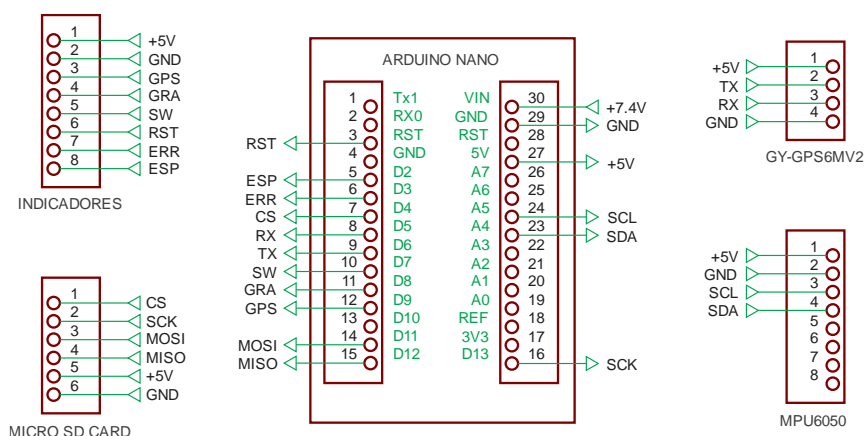 INDICADORES
1 +5V
2 GND
3 GPS
4 GRA
5 SW
6 RST
7 ERR
8 ESP
MICRO SD CARD
1 CS
2 SCK
3 MOSI
4 MISO
5 +5V
6 GND
ARDUINO NANO
1 Tx1
2 RX0
RST 3 RST
4 GND
ESP 5 D2
ERR 6 D3
CS 7 D4
RX 8 D5
TX 9 D6
SW 10 D7
GRA 11 D8
GPS 12 D9
13 D10
MOSI 14 D11
MISO 15 D12
VIN 30 +7.4V
GND 29 GND
RST 28
5V 27 +5V
A7 26
A6 25
A5 24 SCL
A4 23 SDA
A3 22
A2 21
A1 20
A0 19
REF 18
3V3 17
D13 16 SCK
+5V 1
TX 2
RX 3
GND 4
GY-GPS6MV2
+5V 1
GND 2
SCL 3
SDA 4
5
6
7
8
MPU6050